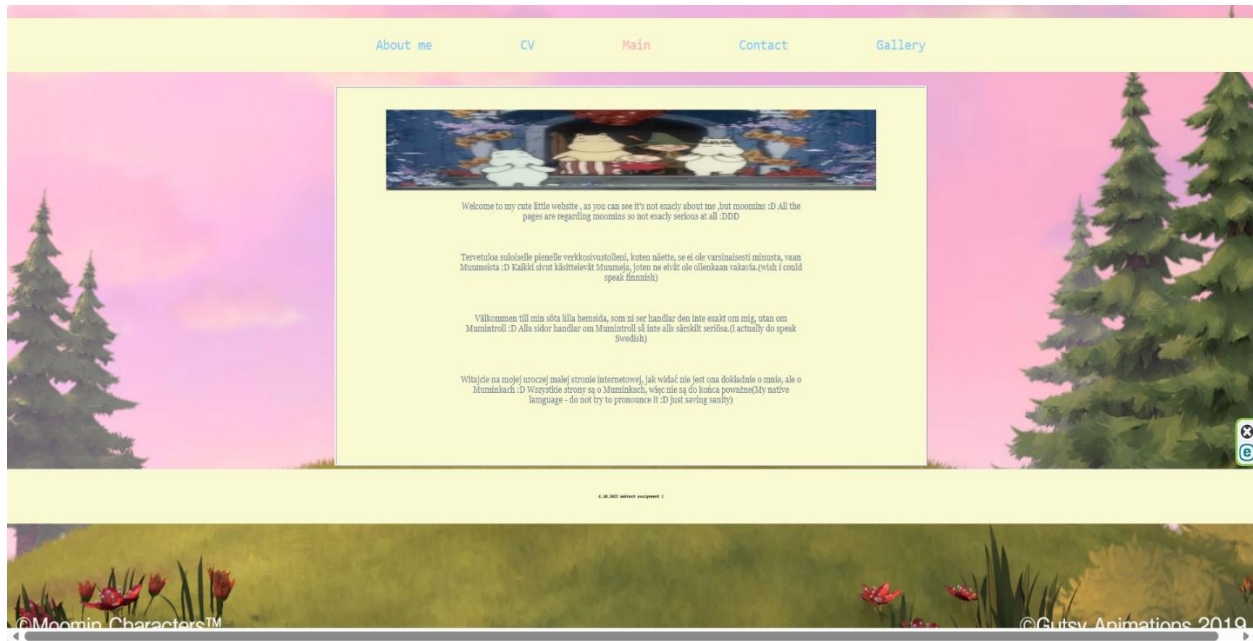 About me CV Main Contact Gallery
Welcome to my cute little website , as you can see it's not exacly about me ,but moomins :D All the
pages are regarding moomins so not exacly serious at all :DDD
Tervetuloa suloiselle pienelle verkkosivustolleni, kuten näette, se ei ole varsinaisesti minusta, vaan
Muumeista :D Kaikki sivut käsittelevät Muumeja, joten ne eivät ole ollenkaan vakavia.(wish i could
speak finnnish)
Välkommen till min söta lilla hemsida, som ni ser handlar den inte exakt om mig, utan om
Mumintroll :D Alla sidor handlar om Mumintroll så inte alls särskilt seriösa.(i actually do speak
Swedish)
Witajcie na mojej uroczej małej stronie internetowej, jak widać nie jest ona dokładnie o mnie, ale o
Muminkach :D Wszystkie strony są o Muminkach, więc nie są do końca poważne(My native
lamguage - do not try to pronounce it :D just saving sanity)
assignment 1
©Moomin Characters™ ©Gutsy Animations 2019